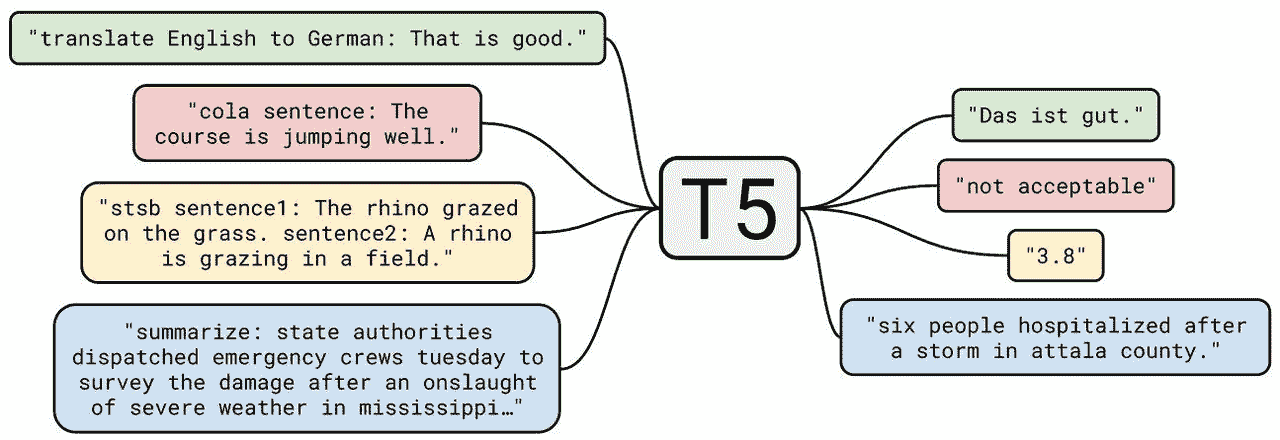 "translate English to German: That is good."
"cola sentence: The
course is jumping well."
"stsb sentence1: The rhino grazed
on the grass. sentence2: A rhino
is grazing in a field."
"summarize: state authorities
dispatched emergency crews tuesday to
survey the damage after an onslaught
of severe weather in mississippi…"
T5
"Das ist gut."
"not acceptable"
"3.8"
"six people hospitalized after
a storm in attala county."